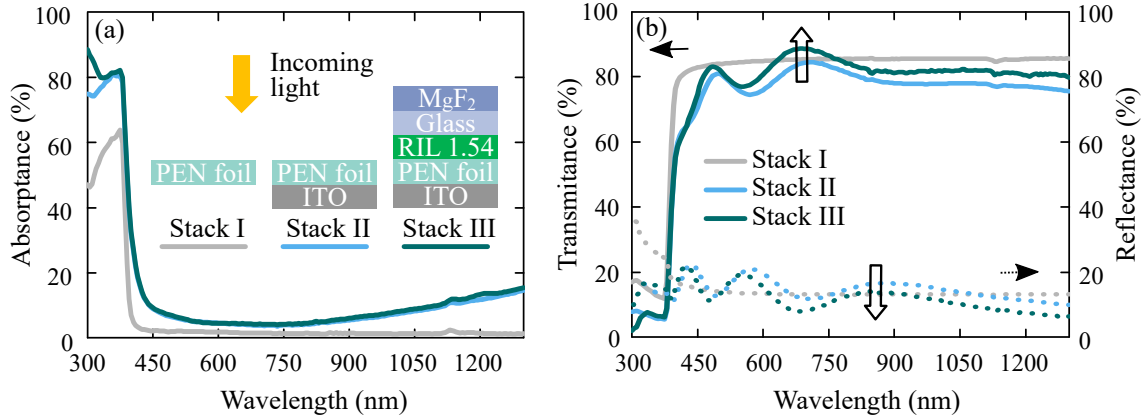 (a)
Absorptance (%)
100
80
60
40
20
0
300 450 600 750 900 1050 1200
Wavelength (nm)
Incoming
light
MgF2
Glass
RIL 1.54
PEN foil PEN foil PEN foil
ITO ITO
Stack I Stack II Stack III
(b)
Transmitance (%)
100
80
60
40
20
0
Stack I
Stack II
Stack III
Reflectance (%)
100
80
60
40
20
0
300 450 600 750 900 1050 1200
Wavelength (nm)